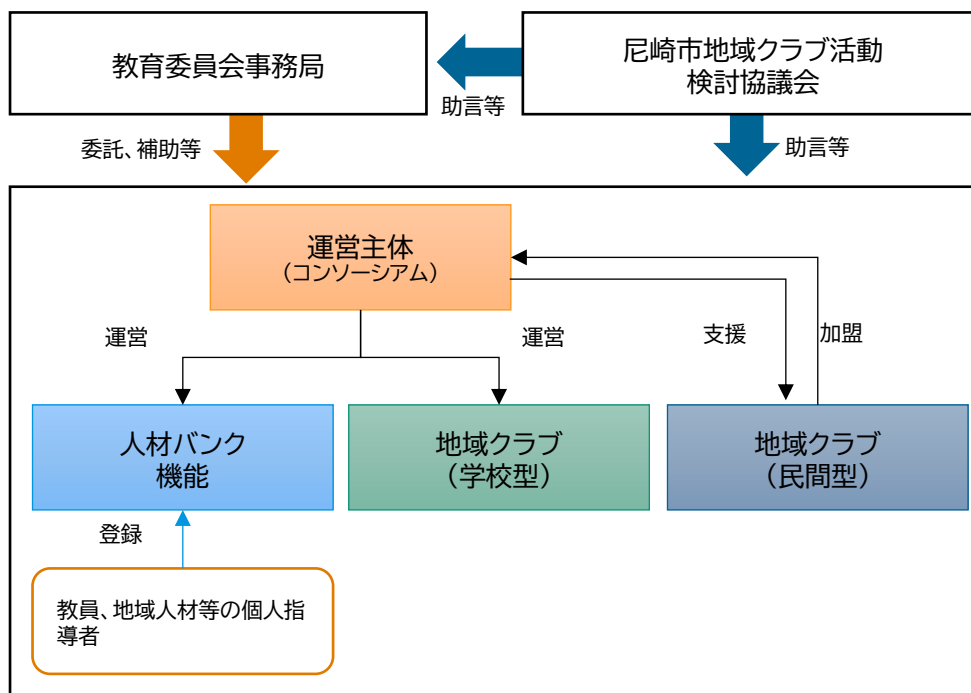 教育委員会事務局
尼崎市地域クラブ活動
検討協議会
助言等
委託、補助等
助言等
運営主体
（コンソーシアム）
運営
運営
支援
加盟
人材バンク
機能
地域クラブ
（学校型）
地域クラブ
（民間型）
登録
教員、地域人材等の個人指
導者